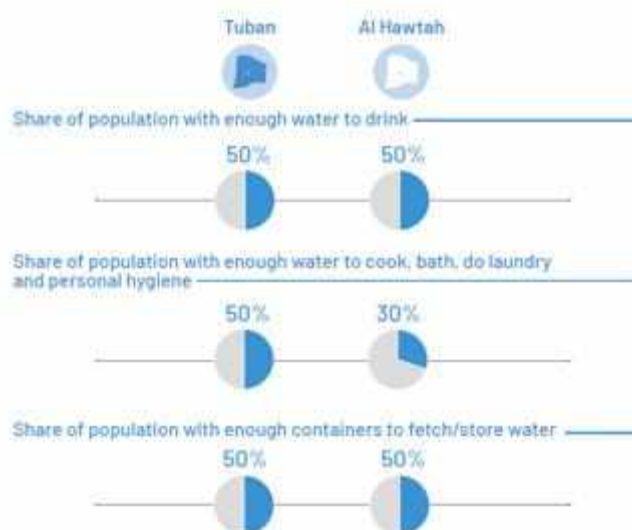 Tuban Al Hawtah
Share of population with enough water to drink
50% 50%
Share of population with enough water to cook, bath, do laundry
and personal hygiene
50% 30%
Share of population with enough containers to fetch/store water
50% 50%